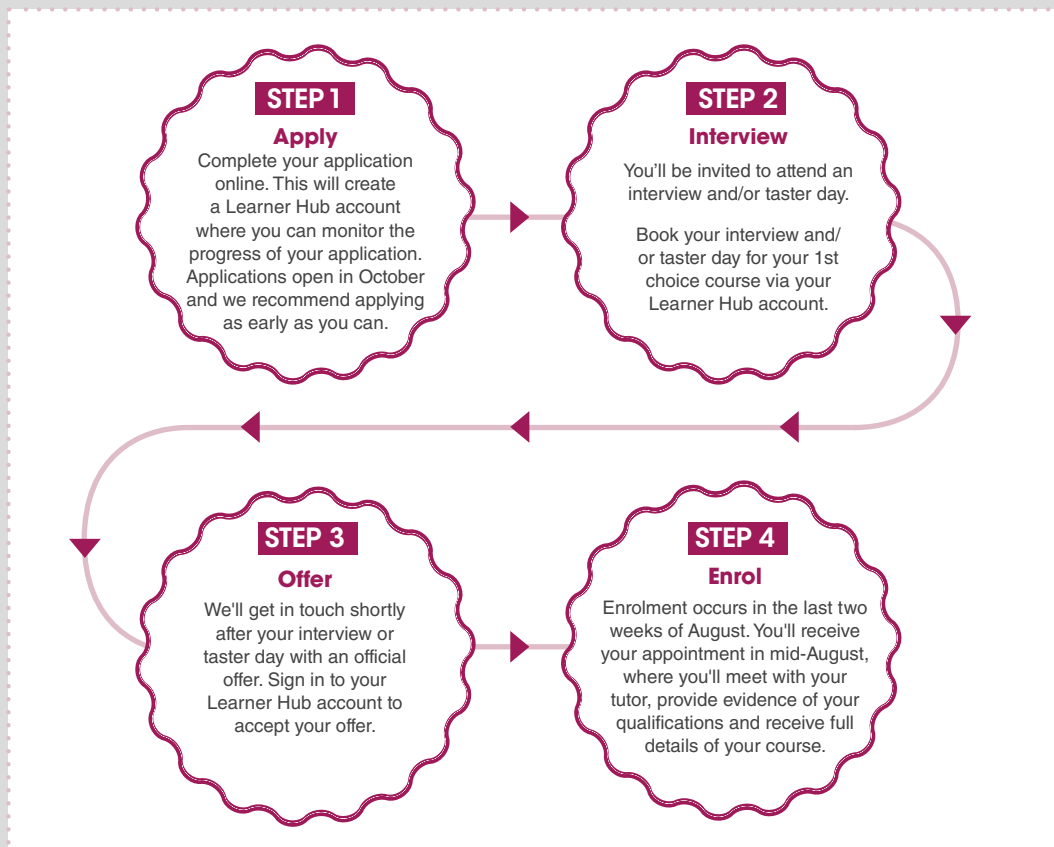 STEP 1
Apply
Complete your application
online. This will create
a Learner Hub account
where you can monitor the
progress of your application.
Applications open in October
and we recommend applying
as early as you can.
STEP 2
Interview
You’ll be invited to attend an
interview and/or taster day.
Book your interview and/
or taster day for your 1st
choice course via your
Learner Hub account.
STEP 3
Offer
We'll get in touch shortly
after your interview or
taster day with an official
offer. Sign in to your
Learner Hub account to
accept your offer.
STEP 4
Enrol
Enrolment occurs in the last two
weeks of August. You'll receive
your appointment in mid-August,
where you'll meet with your
tutor, provide evidence of your
qualifications and receive full
details of your course.